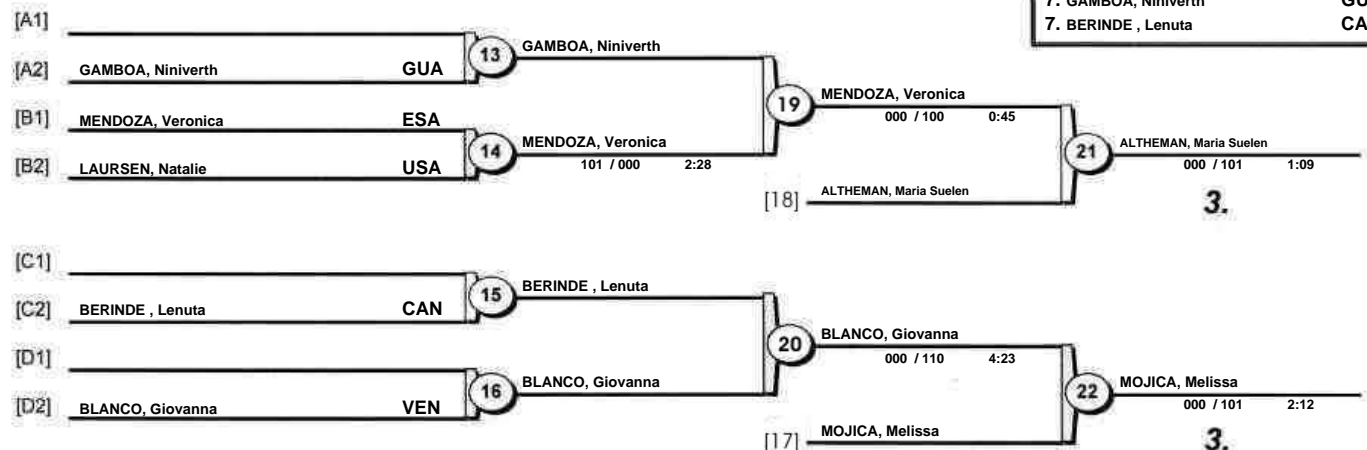 7. GAMBOA, Niniverth GU
7. BERINDE , Lenuta CA
[A1]
13
GAMBOA, Niniverth
[A2] GAMBOA, Niniverth GUA
19
MENDOZA, Veronica
000 / 100 0:45
[B1] MENDOZA, Veronica ESA
14
MENDOZA, Veronica
101 / 000 2:28
[B2] LAURSEN, Natalie USA
21
ALTHEMAN, Maria Suelen
000 / 101 1:09
[18] ALTHEMAN, Maria Suelen
3.
[C1]
15
BERINDE , Lenuta
[C2] BERINDE , Lenuta CAN
20
BLANCO, Giovanna
000 / 110 4:23
[D1]
16
BLANCO, Giovanna
[D2] BLANCO, Giovanna VEN
22
MOJICA, Melissa
000 / 101 2:12
[17] MOJICA, Melissa
3.